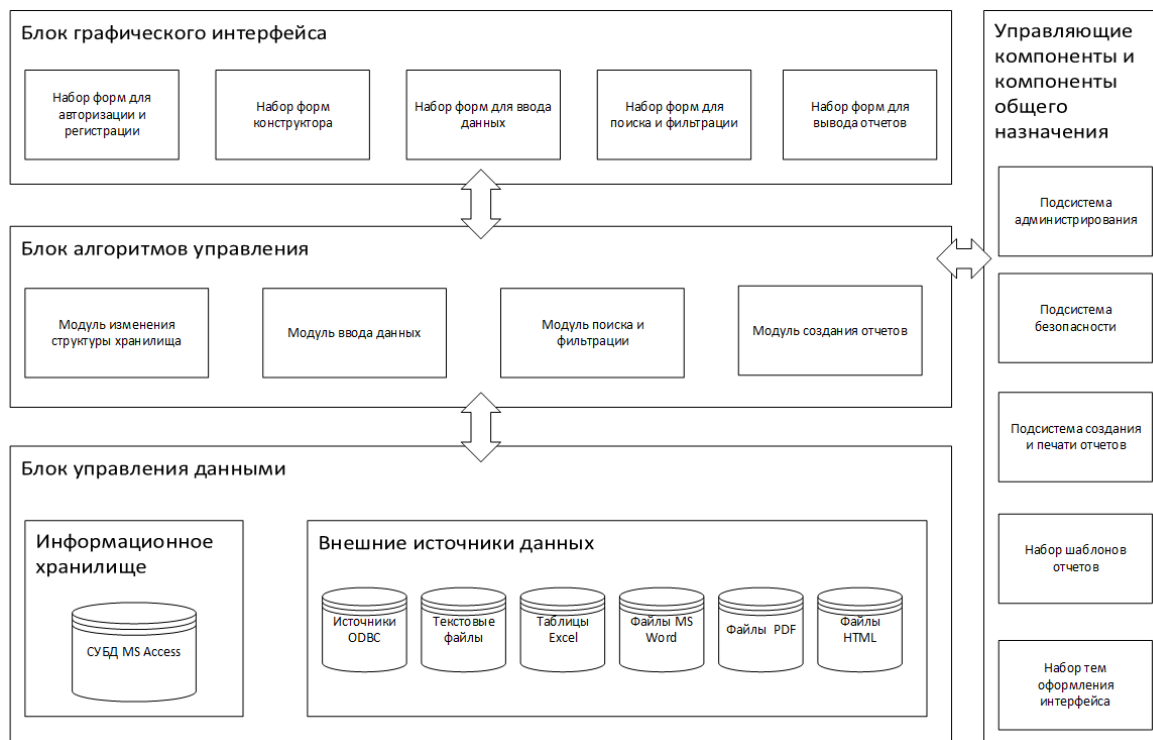 Блок графического интерфейса
Набор форм для
авторизации и
регистрации
Набор форм
конструктора
Набор форм для ввода
данных
Набор форм для
поиска и фильтрации
Набор форм для
вывода отчетов
Блок алгоритмов управления
Модуль изменения
структуры хранилища
Модуль ввода данных
Модуль поиска и
фильтрации
Модуль создания отчетов
Блок управления данными
Информационное
хранилище
СУБД MS Access
Внешние источники данных
Источники
ODBC
Текстовые
файлы
Таблицы
Excel
Файлы MS
Word
Файлы PDF
Файлы
HTML
Управляющие
компоненты и
компоненты
общего
назначения
Подсистема
администрирования
Подсистема
безопасности
Подсистема создания
и печати отчетов
Набор шаблонов
отчетов
Набор тем
оформления
интерфейса